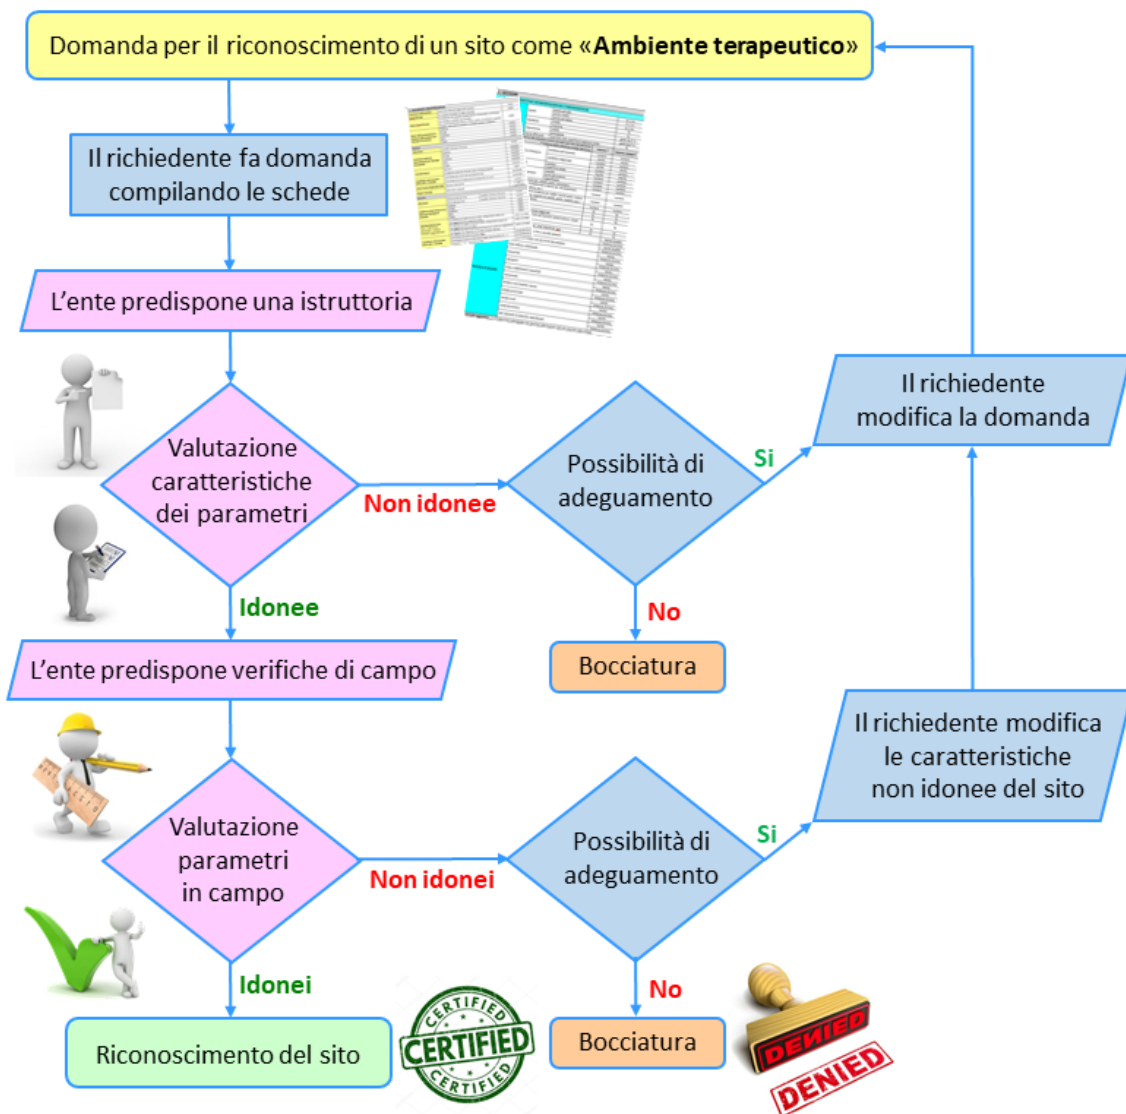 Domanda per il riconoscimento di un sito come «Ambiente terapeutico»
Il richiedente fa domanda
compilando le schede
L'ente predispone una istruttoria
Valutazione
caratteristiche
dei parametri
Non idonee
Possibilità di
adeguamento
Si
Il richiedente
modifica la domanda
Idonee
No
Bocciatura
L'ente predispone verifiche di campo
Il richiedente modifica
le caratteristiche
non idonee del sito
Valutazione
parametri
in campo
Non idonei
Possibilità di
adeguamento
Si
Idonei
No
Riconoscimento del sito
CERTIFIED
CERTIFIED
CERTIFIED
Bocciatura
DENIED
DENIED